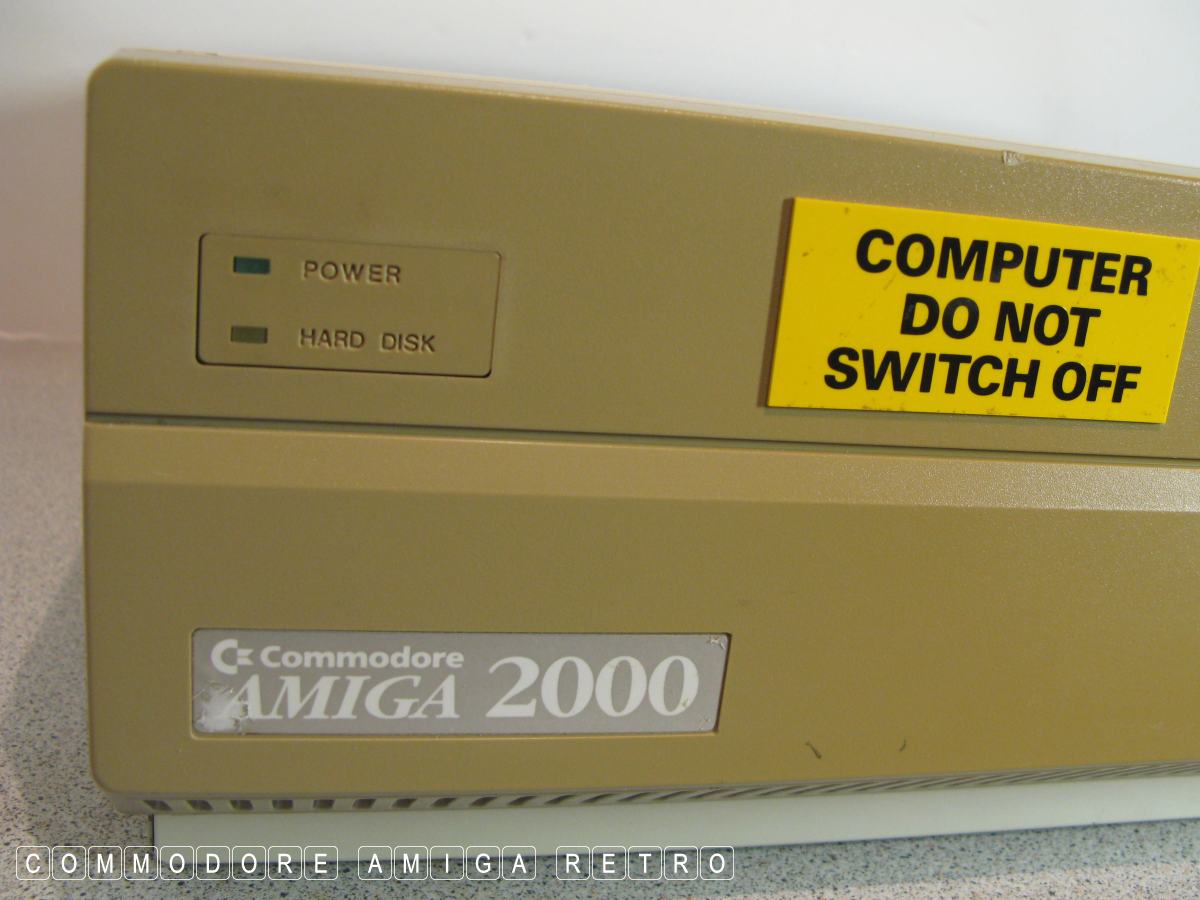 POWER
HARD DISK
COMPUTER
DO NOT
SWITCH OFF
Commodore
AMIGA 2000
COMMODORE AMIGA RETRO